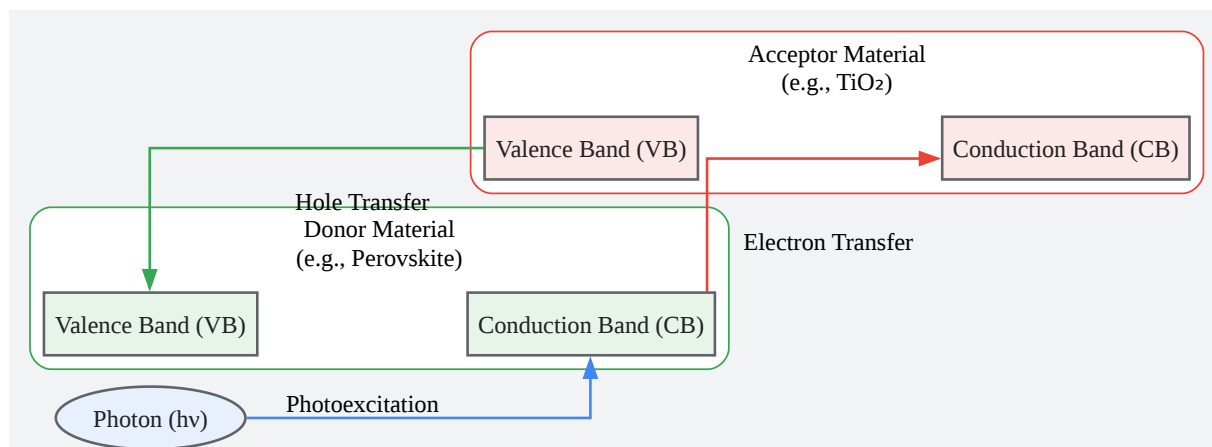 Acceptor Material
(e.g., TiO₂)
Valence Band (VB)
Conduction Band (CB)
Hole Transfer
Donor Material
(e.g., Perovskite)
Electron Transfer
Valence Band (VB)
Conduction Band (CB)
Photon (hν)
Photoexcitation